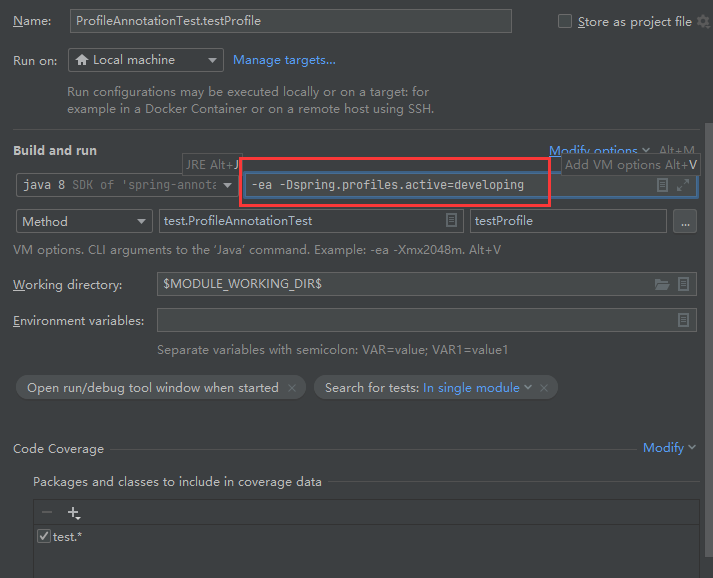 Name: ProfileAnnotationTest.testProfile Store as project file
Run on: Local machine Manage targets...
Run configurations may be executed locally or on a target: for
example in a Docker Container or on a remote host using SSH.
Build and run Modify options Alt+M
JRE Alt+J Add VM options Alt+V
java 8 SDK of 'spring-annota -ea -Dspring.profiles.active=developing
Method test.ProfileAnnotationTest testProfile ...
VM options. CLI arguments to the 'Java' command. Example: -ea -Xmx2048m. Alt+V
Working directory: $MODULE_WORKING_DIR$
Environment variables:
Separate variables with semicolon: VAR=value; VAR1=value1
Open run/debug tool window when started × Search for tests: In single module ×
Code Coverage Modify
Packages and classes to include in coverage data
test.*